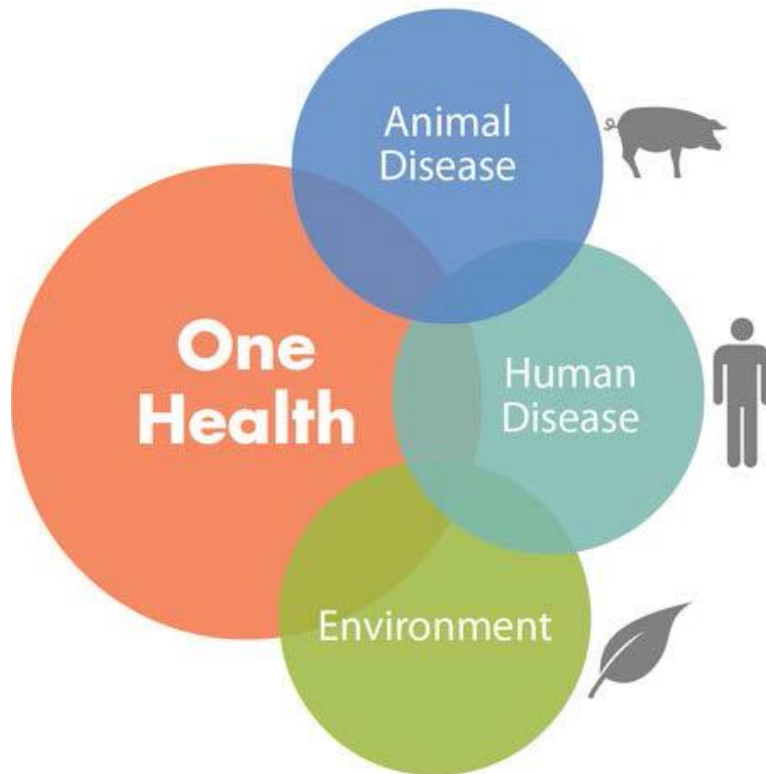 Animal
Disease
One
Health
Human
Disease
Environment